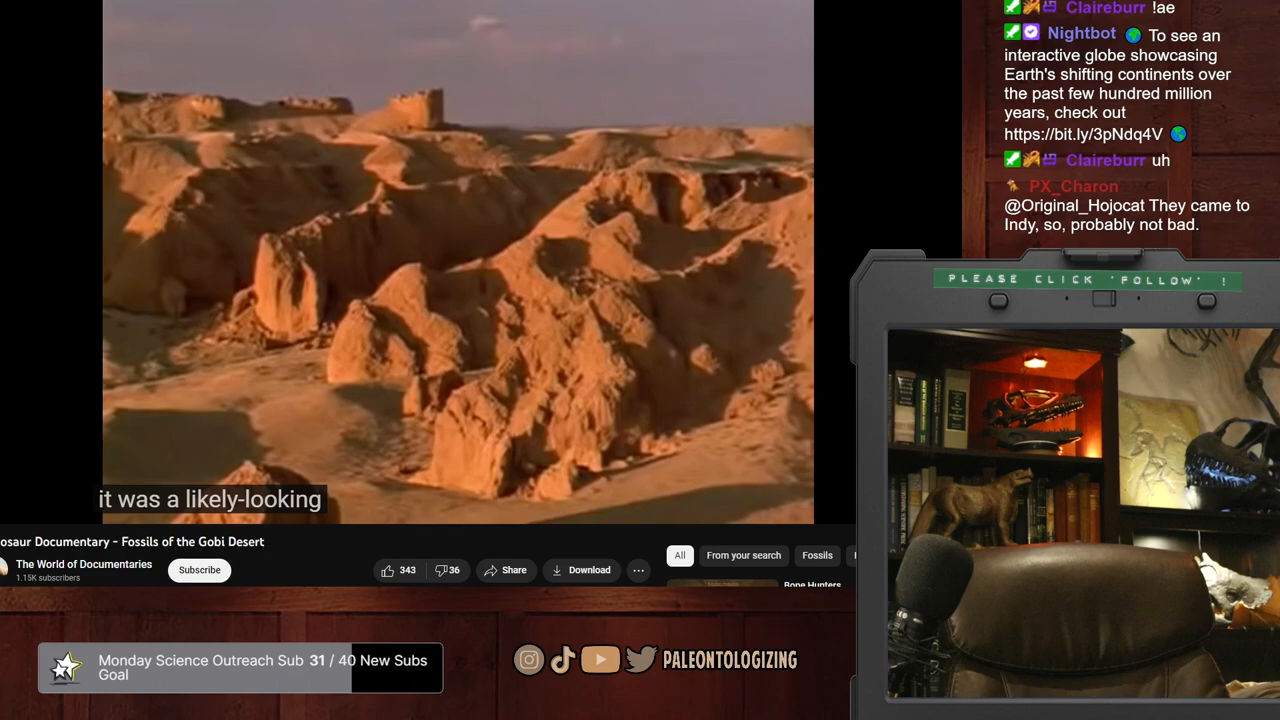 Claireburr !ae
Nightbot 🌍 To see an
interactive globe showcasing
Earth's shifting continents over
the past few hundred million
years, check out
https://bit.ly/3pNdq4V 🌎
Claireburr uh
PX_Charon
@Original_Hojocat They came to
Indy, so, probably not bad.
PLEASE CLICK 'FOLLOW' !
it was a likely-looking
osaur Documentary - Fossils of the Gobi Desert
The World of Documentaries
1.15K subscribers
Subscribe
343
36
Share
Download
All
From your search
Fossils
Bone Hunters
Monday Science Outreach Sub 31 / 40 New Subs
Goal
PALEONTOLOGIZING